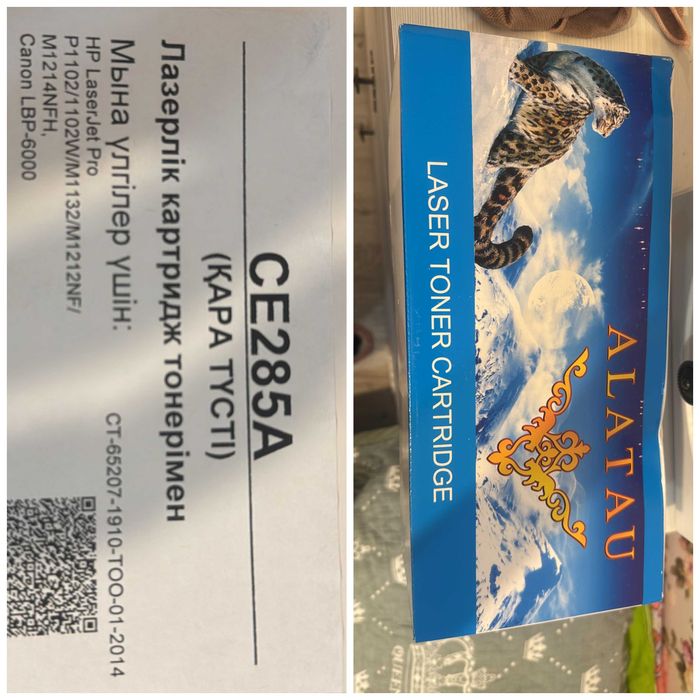 CE285A
(ҚАРА ТҮСТІ)
Лазерлік картридж тонерімен
Мына үлгілер үшін:
HP LaserJet Pro
P1102/1102W/M1132/M1212NF/
M1214NFH,
Canon LBP-6000
СТ-65207-1910-ТОО-01-2014
ALATAU
LASER TONER CARTRIDGE
QUEEN